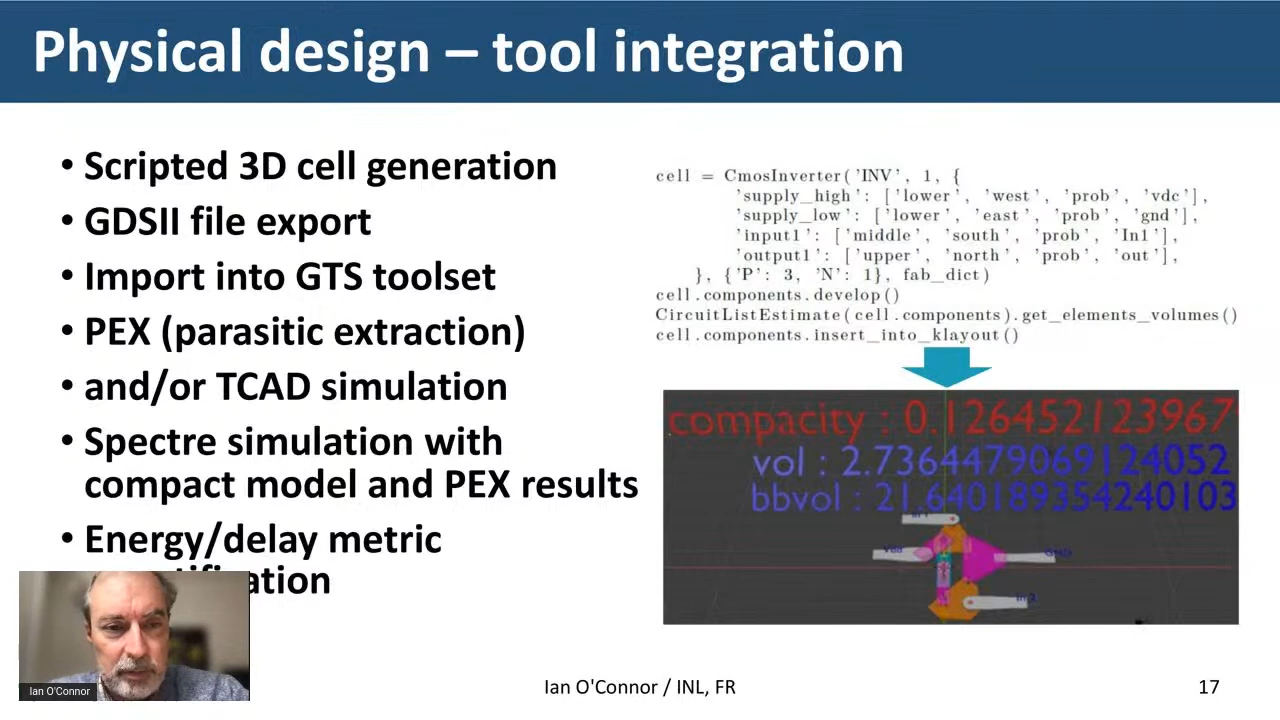 Physical design – tool integration
• Scripted 3D cell generation
• GDSII file export
• Import into GTS toolset
• PEX (parasitic extraction)
• and/or TCAD simulation
• Spectre simulation with
compact model and PEX results
• Energy/delay metric
cell = CmosInverter('INV', 1, {
'supply_high': ['lower', 'west', 'prob', 'vdc'],
'supply_low': ['lower', 'east', 'prob', 'gnd'],
'input1': ['middle', 'south', 'prob', 'In1'],
'output1': ['upper', 'north', 'prob', 'out'],
}, {'P': 3, 'N': 1}, fab_dict)
cell.components.develop()
CircuitListEstimate(cell.components).get_elements_volumes()
cell.components.insert_into_klayout()
compacity : 0.1264521239679
vol : 2.7364479069124052
bbvol : 21.640189354240103
Vdd
Ian O'Connor
Ian O'Connor / INL, FR
17